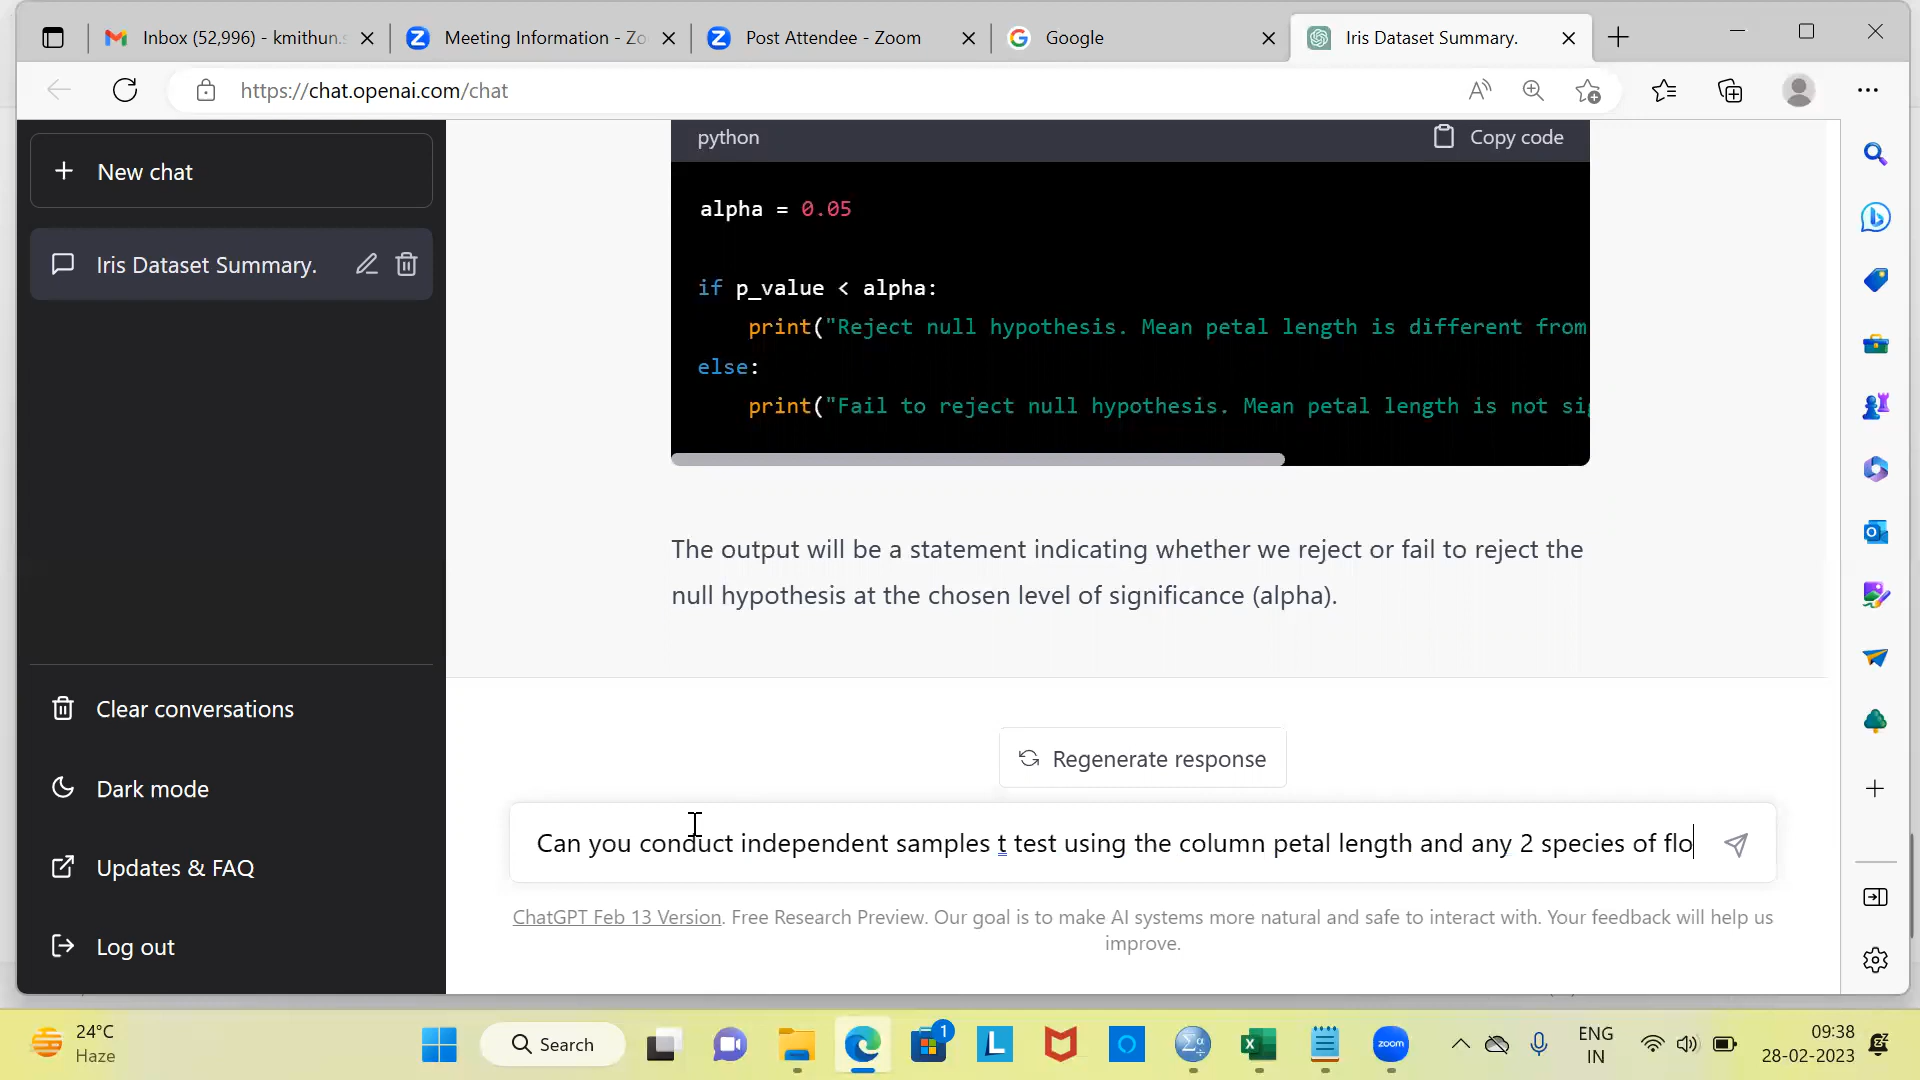 Inbox (52,996) - kmithun.s
Meeting Information - Zo
Post Attendee - Zoom
Google
Iris Dataset Summary.
https://chat.openai.com/chat
New chat
Iris Dataset Summary.
Clear conversations
Dark mode
Updates & FAQ
Log out
python
Copy code
alpha = 0.05
if p_value < alpha:
print("Reject null hypothesis. Mean petal length is different from
else:
print("Fail to reject null hypothesis. Mean petal length is not sig
The output will be a statement indicating whether we reject or fail to reject the
null hypothesis at the chosen level of significance (alpha).
Regenerate response
Can you conduct independent samples t test using the column petal length and any 2 species of flo
ChatGPT Feb 13 Version. Free Research Preview. Our goal is to make AI systems more natural and safe to interact with. Your feedback will help us
improve.
24°C
Haze
Search
1
L
zoom
ENG
IN
09:38
28-02-2023